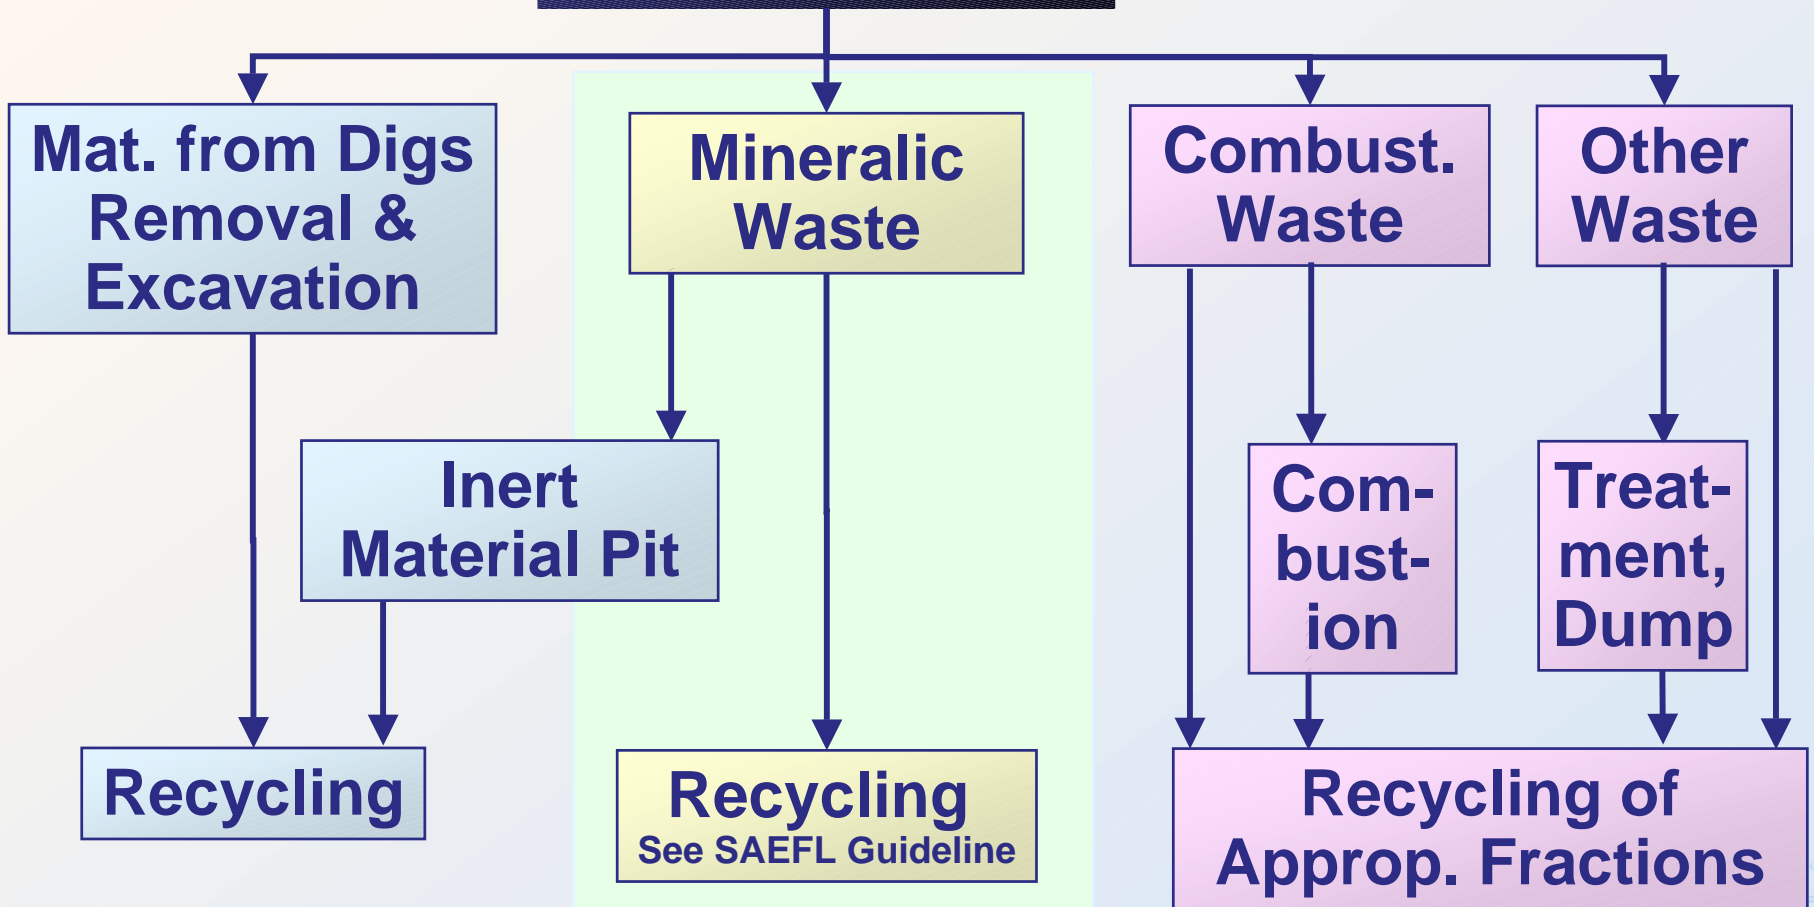 Mat. from Digs
Removal &
Excavation
Mineralic
Waste
Combust.
Waste
Other
Waste
Inert
Material Pit
Com-
bust-
ion
Treat-
ment,
Dump
Recycling
Recycling
See SAEFL Guideline
Recycling of
Approp. Fractions